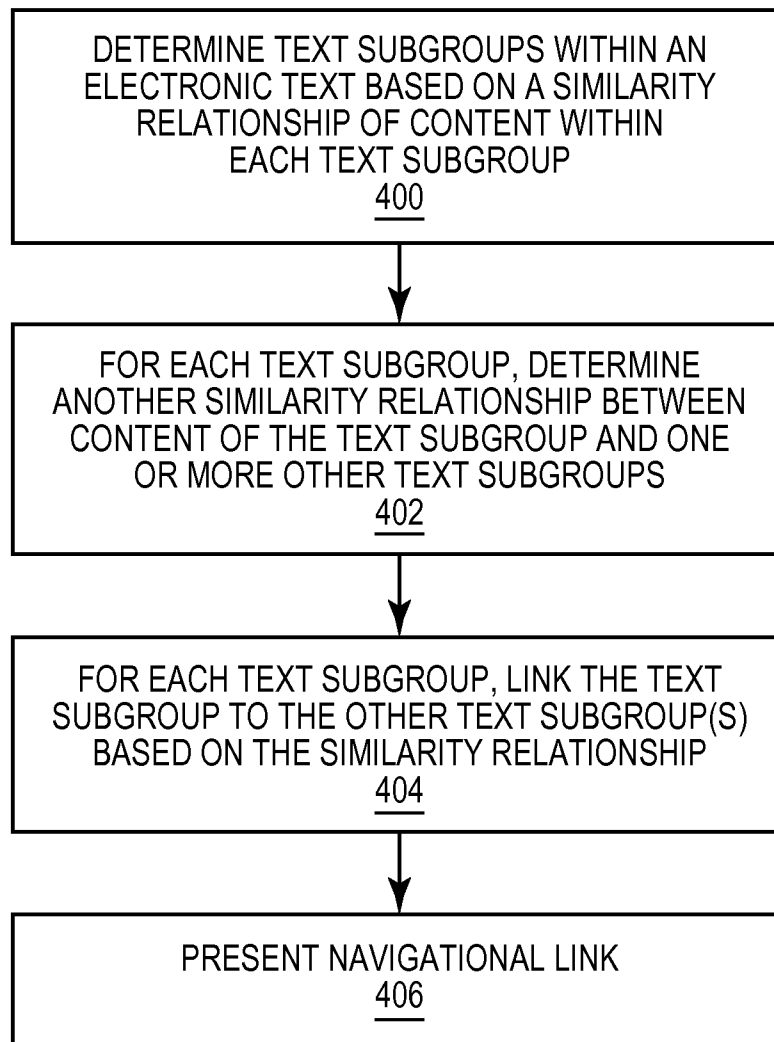 DETERMINE TEXT SUBGROUPS WITHIN AN
ELECTRONIC TEXT BASED ON A SIMILARITY
RELATIONSHIP OF CONTENT WITHIN
EACH TEXT SUBGROUP
400
FOR EACH TEXT SUBGROUP, DETERMINE
ANOTHER SIMILARITY RELATIONSHIP BETWEEN
CONTENT OF THE TEXT SUBGROUP AND ONE
OR MORE OTHER TEXT SUBGROUPS
402
FOR EACH TEXT SUBGROUP, LINK THE TEXT
SUBGROUP TO THE OTHER TEXT SUBGROUP(S)
BASED ON THE SIMILARITY RELATIONSHIP
404
PRESENT NAVIGATIONAL LINK
406